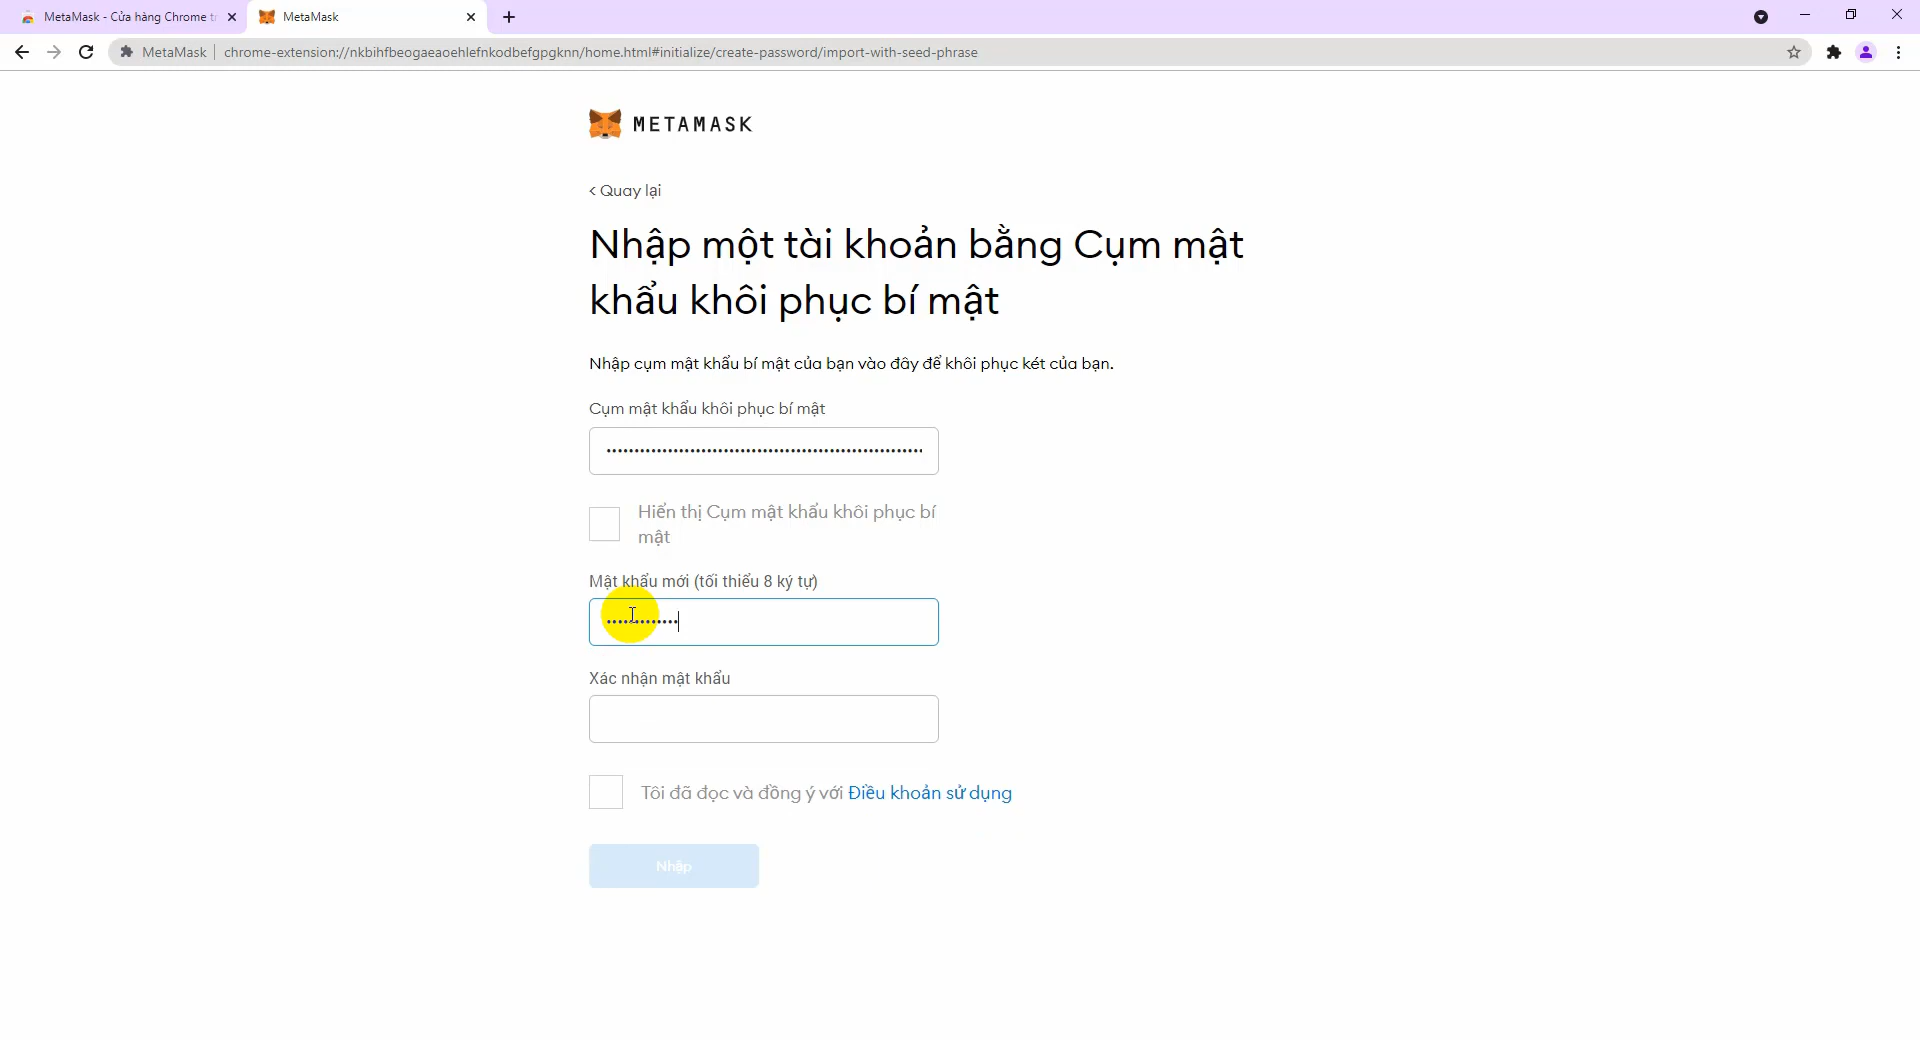 MetaMask - Cửa hàng Chrome tr
MetaMask
MetaMask
chrome-extension://nkbihfbeogaeaoehlefnkodbefgpgknn/home.html#initialize/create-password/import-with-seed-phrase
METAMASK
< Quay lại
Nhập một tài khoản bằng Cụm mật
khẩu khôi phục bí mật
Nhập cụm mật khẩu bí mật của bạn vào đây để khôi phục két của bạn.
Cụm mật khẩu khôi phục bí mật
Hiển thị Cụm mật khẩu khôi phục bí
mật
Mật khẩu mới (tối thiểu 8 ký tự)
Xác nhận mật khẩu
Tôi đã đọc và đồng ý với Điều khoản sử dụng
Nhập